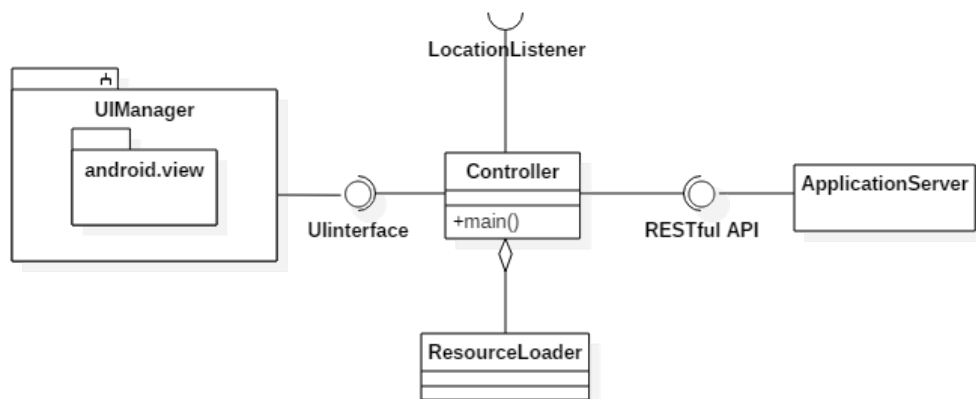 LocationListener
UIManager
android.view
Controller
+main()
UIinterface
RESTful API
ApplicationServer
ResourceLoader